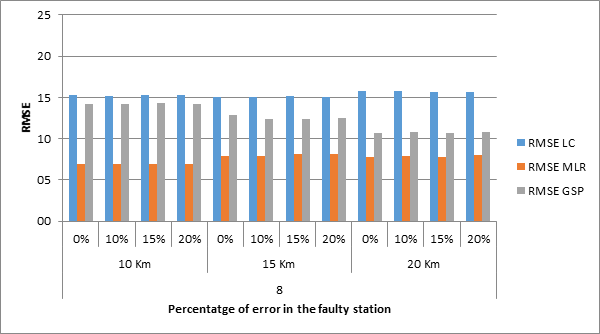 25
20
15
10
05
00
RMSE
0% 10% 15% 20% 0% 10% 15% 20% 0% 10% 15% 20%
10 Km 15 Km 20 Km
8
Percentatge of error in the faulty station
RMSE LC
RMSE MLR
RMSE GSP